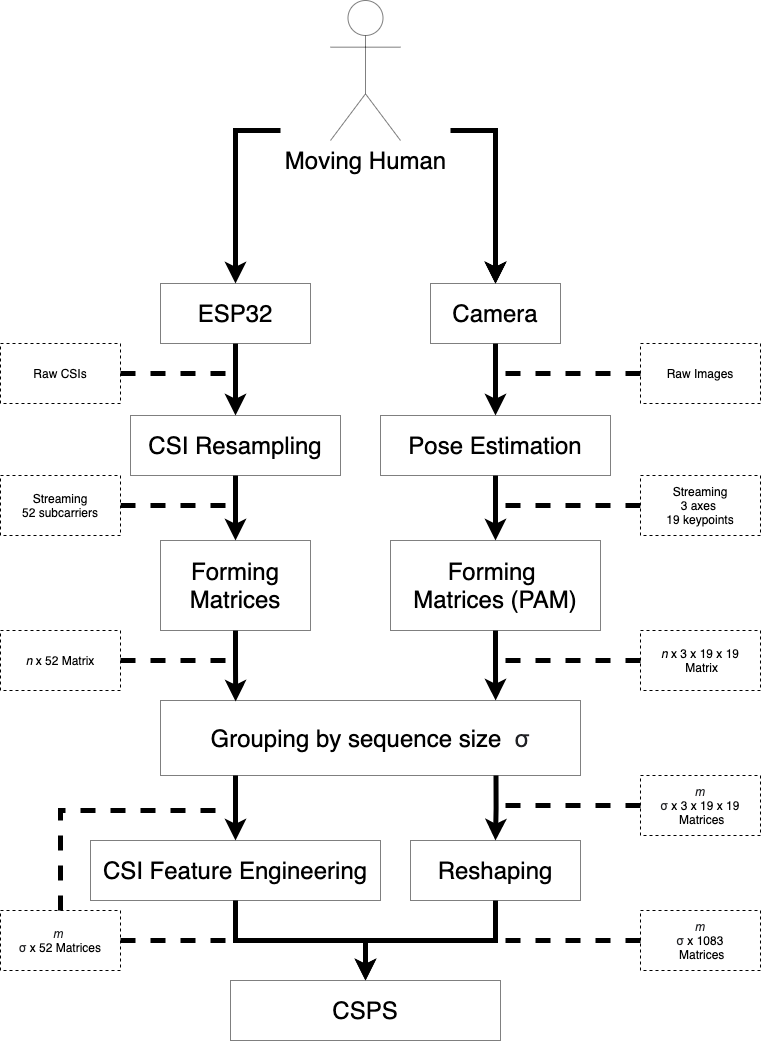 Moving Human
ESP32
Camera
Raw CSIs
Raw Images
CSI Resampling
Pose Estimation
Streaming
52 subcarriers
Streaming
3 axes
19 keypoints
Forming
Matrices
Forming
Matrices (PAM)
n x 52 Matrix
n x 3 x 19 x 19
Matrix
Grouping by sequence size σ
m
σ x 3 x 19 x 19
Matrices
CSI Feature Engineering
Reshaping
m
σ x 52 Matrices
m
σ x 1083
Matrices
CSPS